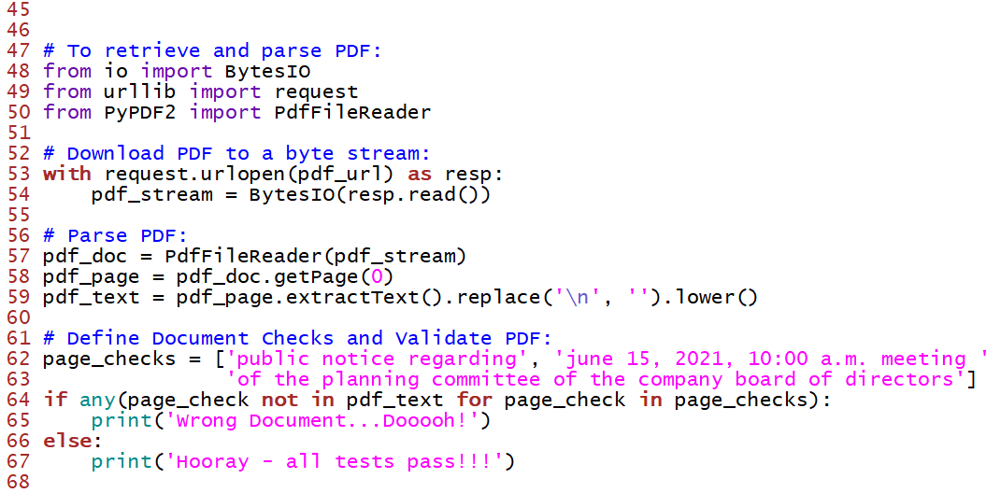 45
46
47 # To retrieve and parse PDF:
48 from io import BytesIO
49 from urllib import request
50 from PyPDF2 import PdfFileReader
51
52 # Download PDF to a byte stream:
53 with request.urlopen(pdf_url) as resp:
54     pdf_stream = BytesIO(resp.read())
55
56 # Parse PDF:
57 pdf_doc = PdfFileReader(pdf_stream)
58 pdf_page = pdf_doc.getPage(0)
59 pdf_text = pdf_page.extractText().replace('\n', '').lower()
60
61 # Define Document Checks and Validate PDF:
62 page_checks = ['public notice regarding', 'june 15, 2021, 10:00 a.m. meeting '
63                'of the planning committee of the company board of directors']
64 if any(page_check not in pdf_text for page_check in page_checks):
65     print('Wrong Document...Dooooh!')
66 else:
67     print('Hooray - all tests pass!!!')
68